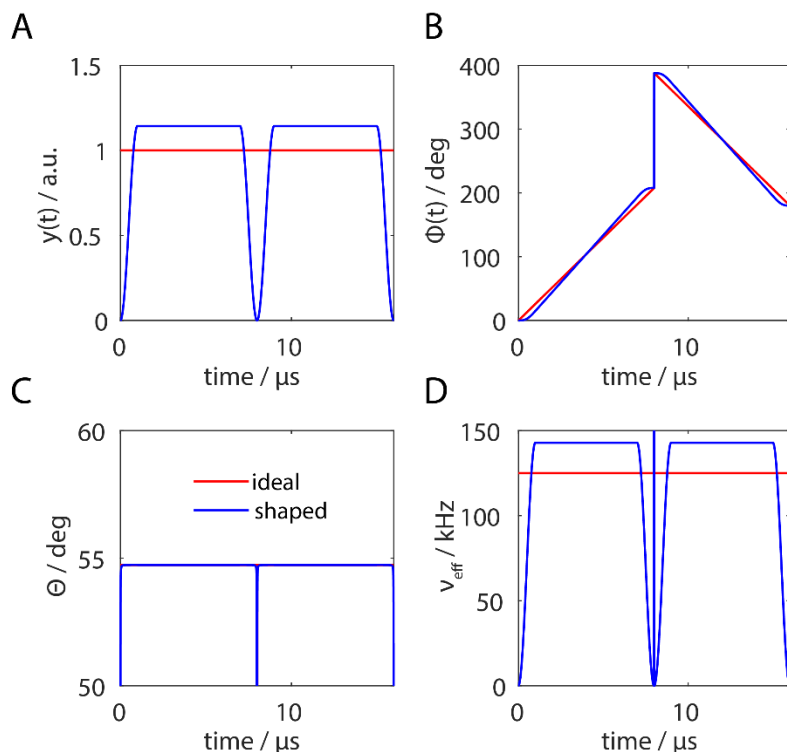 A
y(t) / a.u.
1.5
1
0.5
0
0
10
time / µs
B
Φ(t) / deg
400
300
200
100
0
0
10
time / µs
C
Θ / deg
60
55
50
ideal
shaped
0
10
time / µs
D
νeff / kHz
150
100
50
0
0
10
time / µs